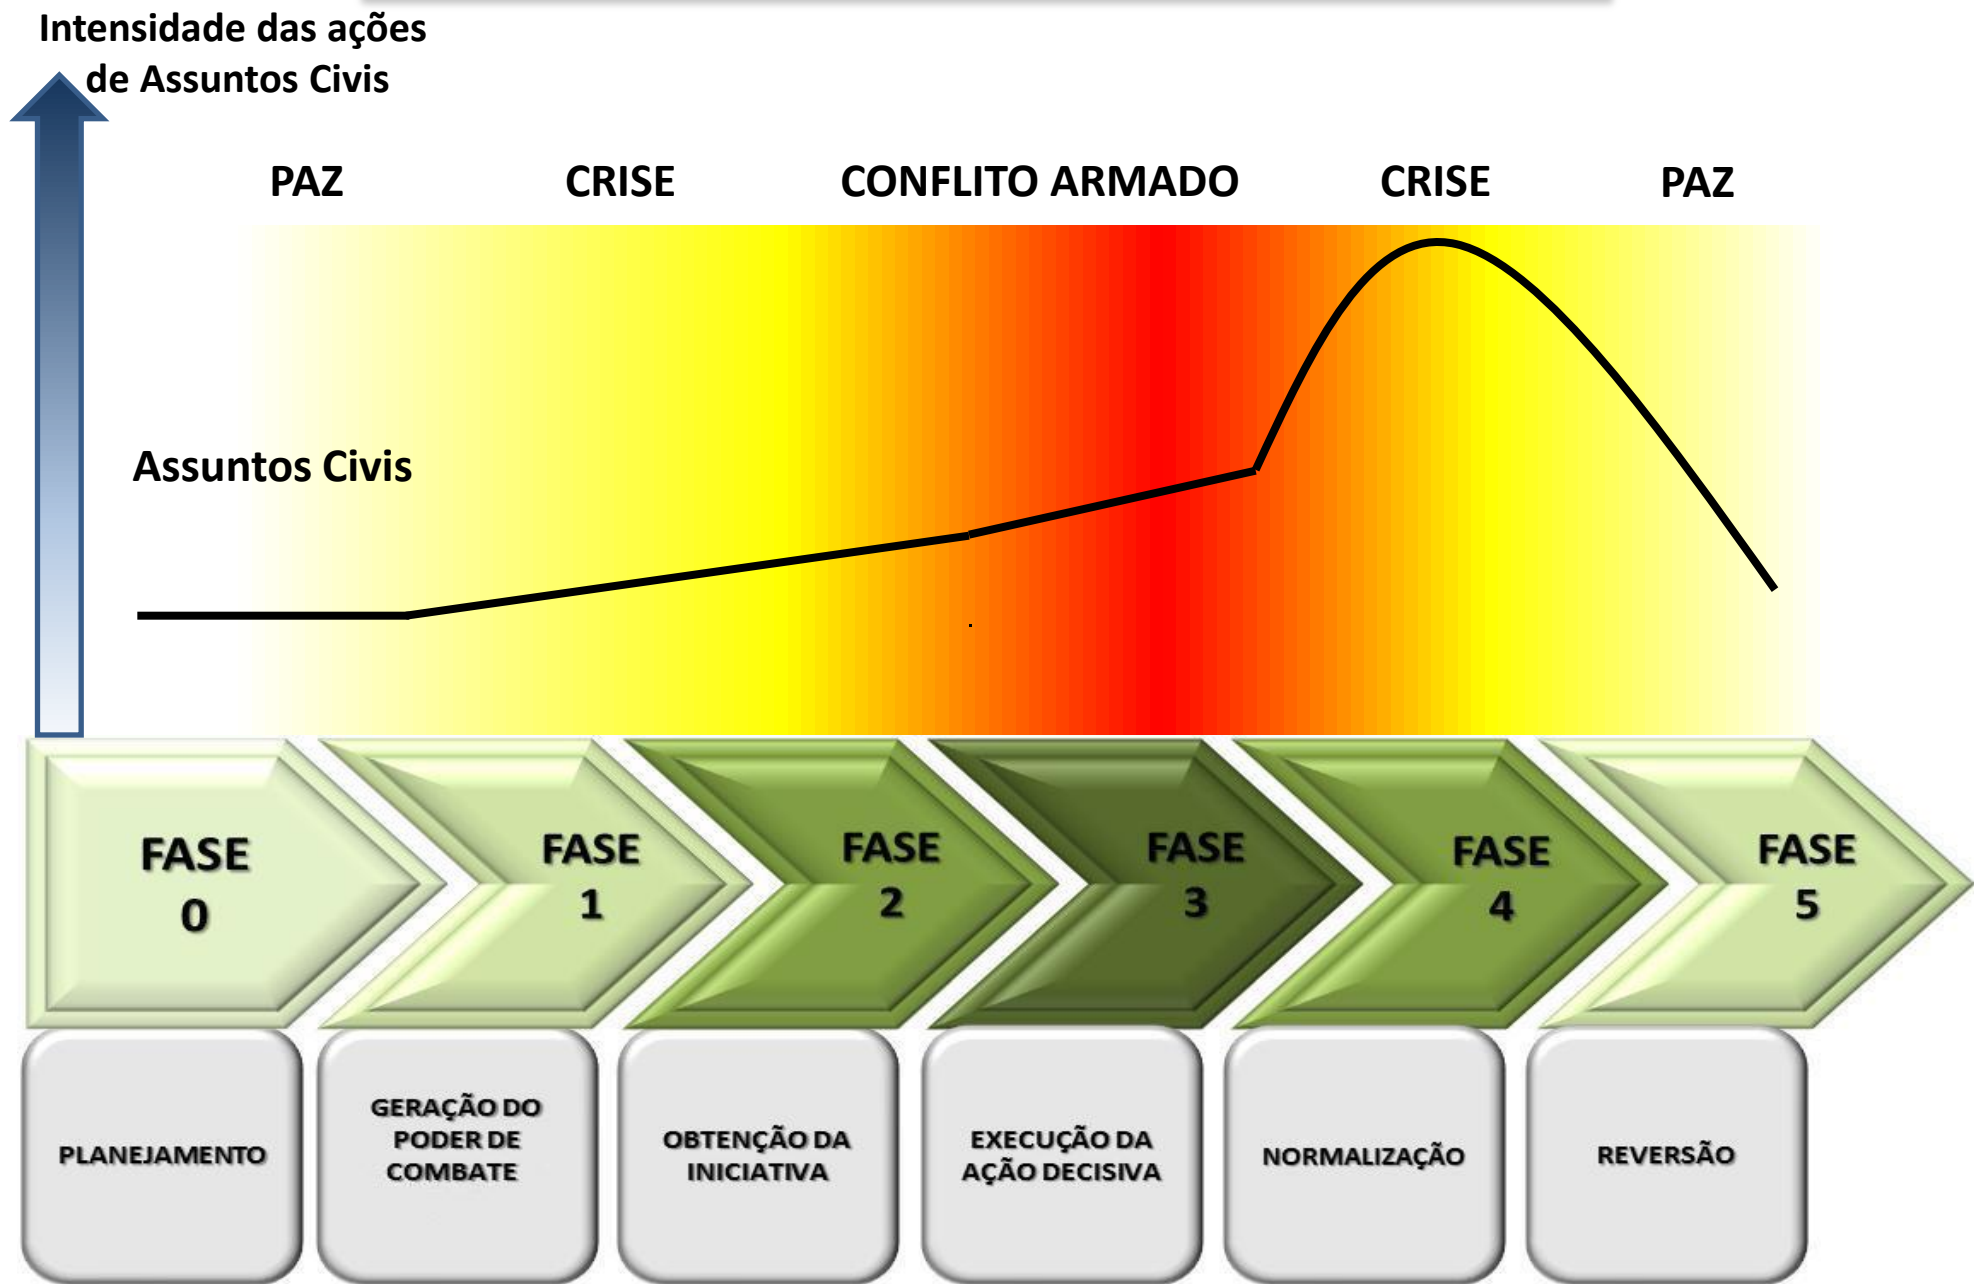 Intensidade das ações
de Assuntos Civis
PAZ
CRISE
CONFLITO ARMADO
CRISE
PAZ
Assuntos Civis
FASE
0
FASE
1
FASE
2
FASE
3
FASE
4
FASE
5
PLANEJAMENTO
GERAÇÃO DO
PODER DE
COMBATE
OBTENÇÃO DA
INICIATIVA
EXECUÇÃO DA
AÇÃO DECISIVA
NORMALIZAÇÃO
REVERSÃO